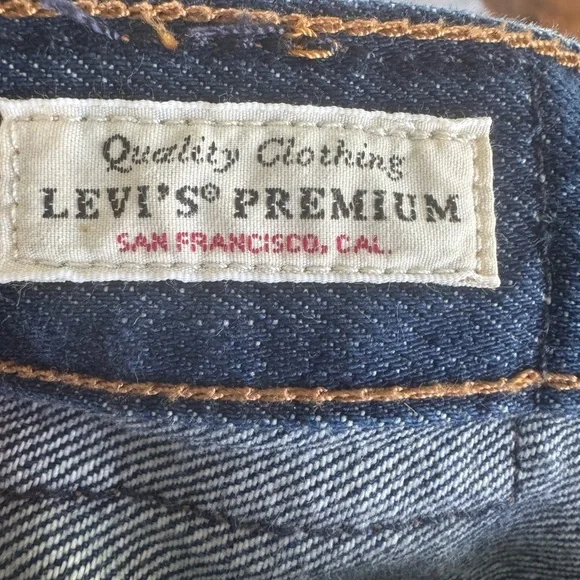 Quality Clothing
LEVI'S® PREMIUM
SAN FRANCISCO, CAL.